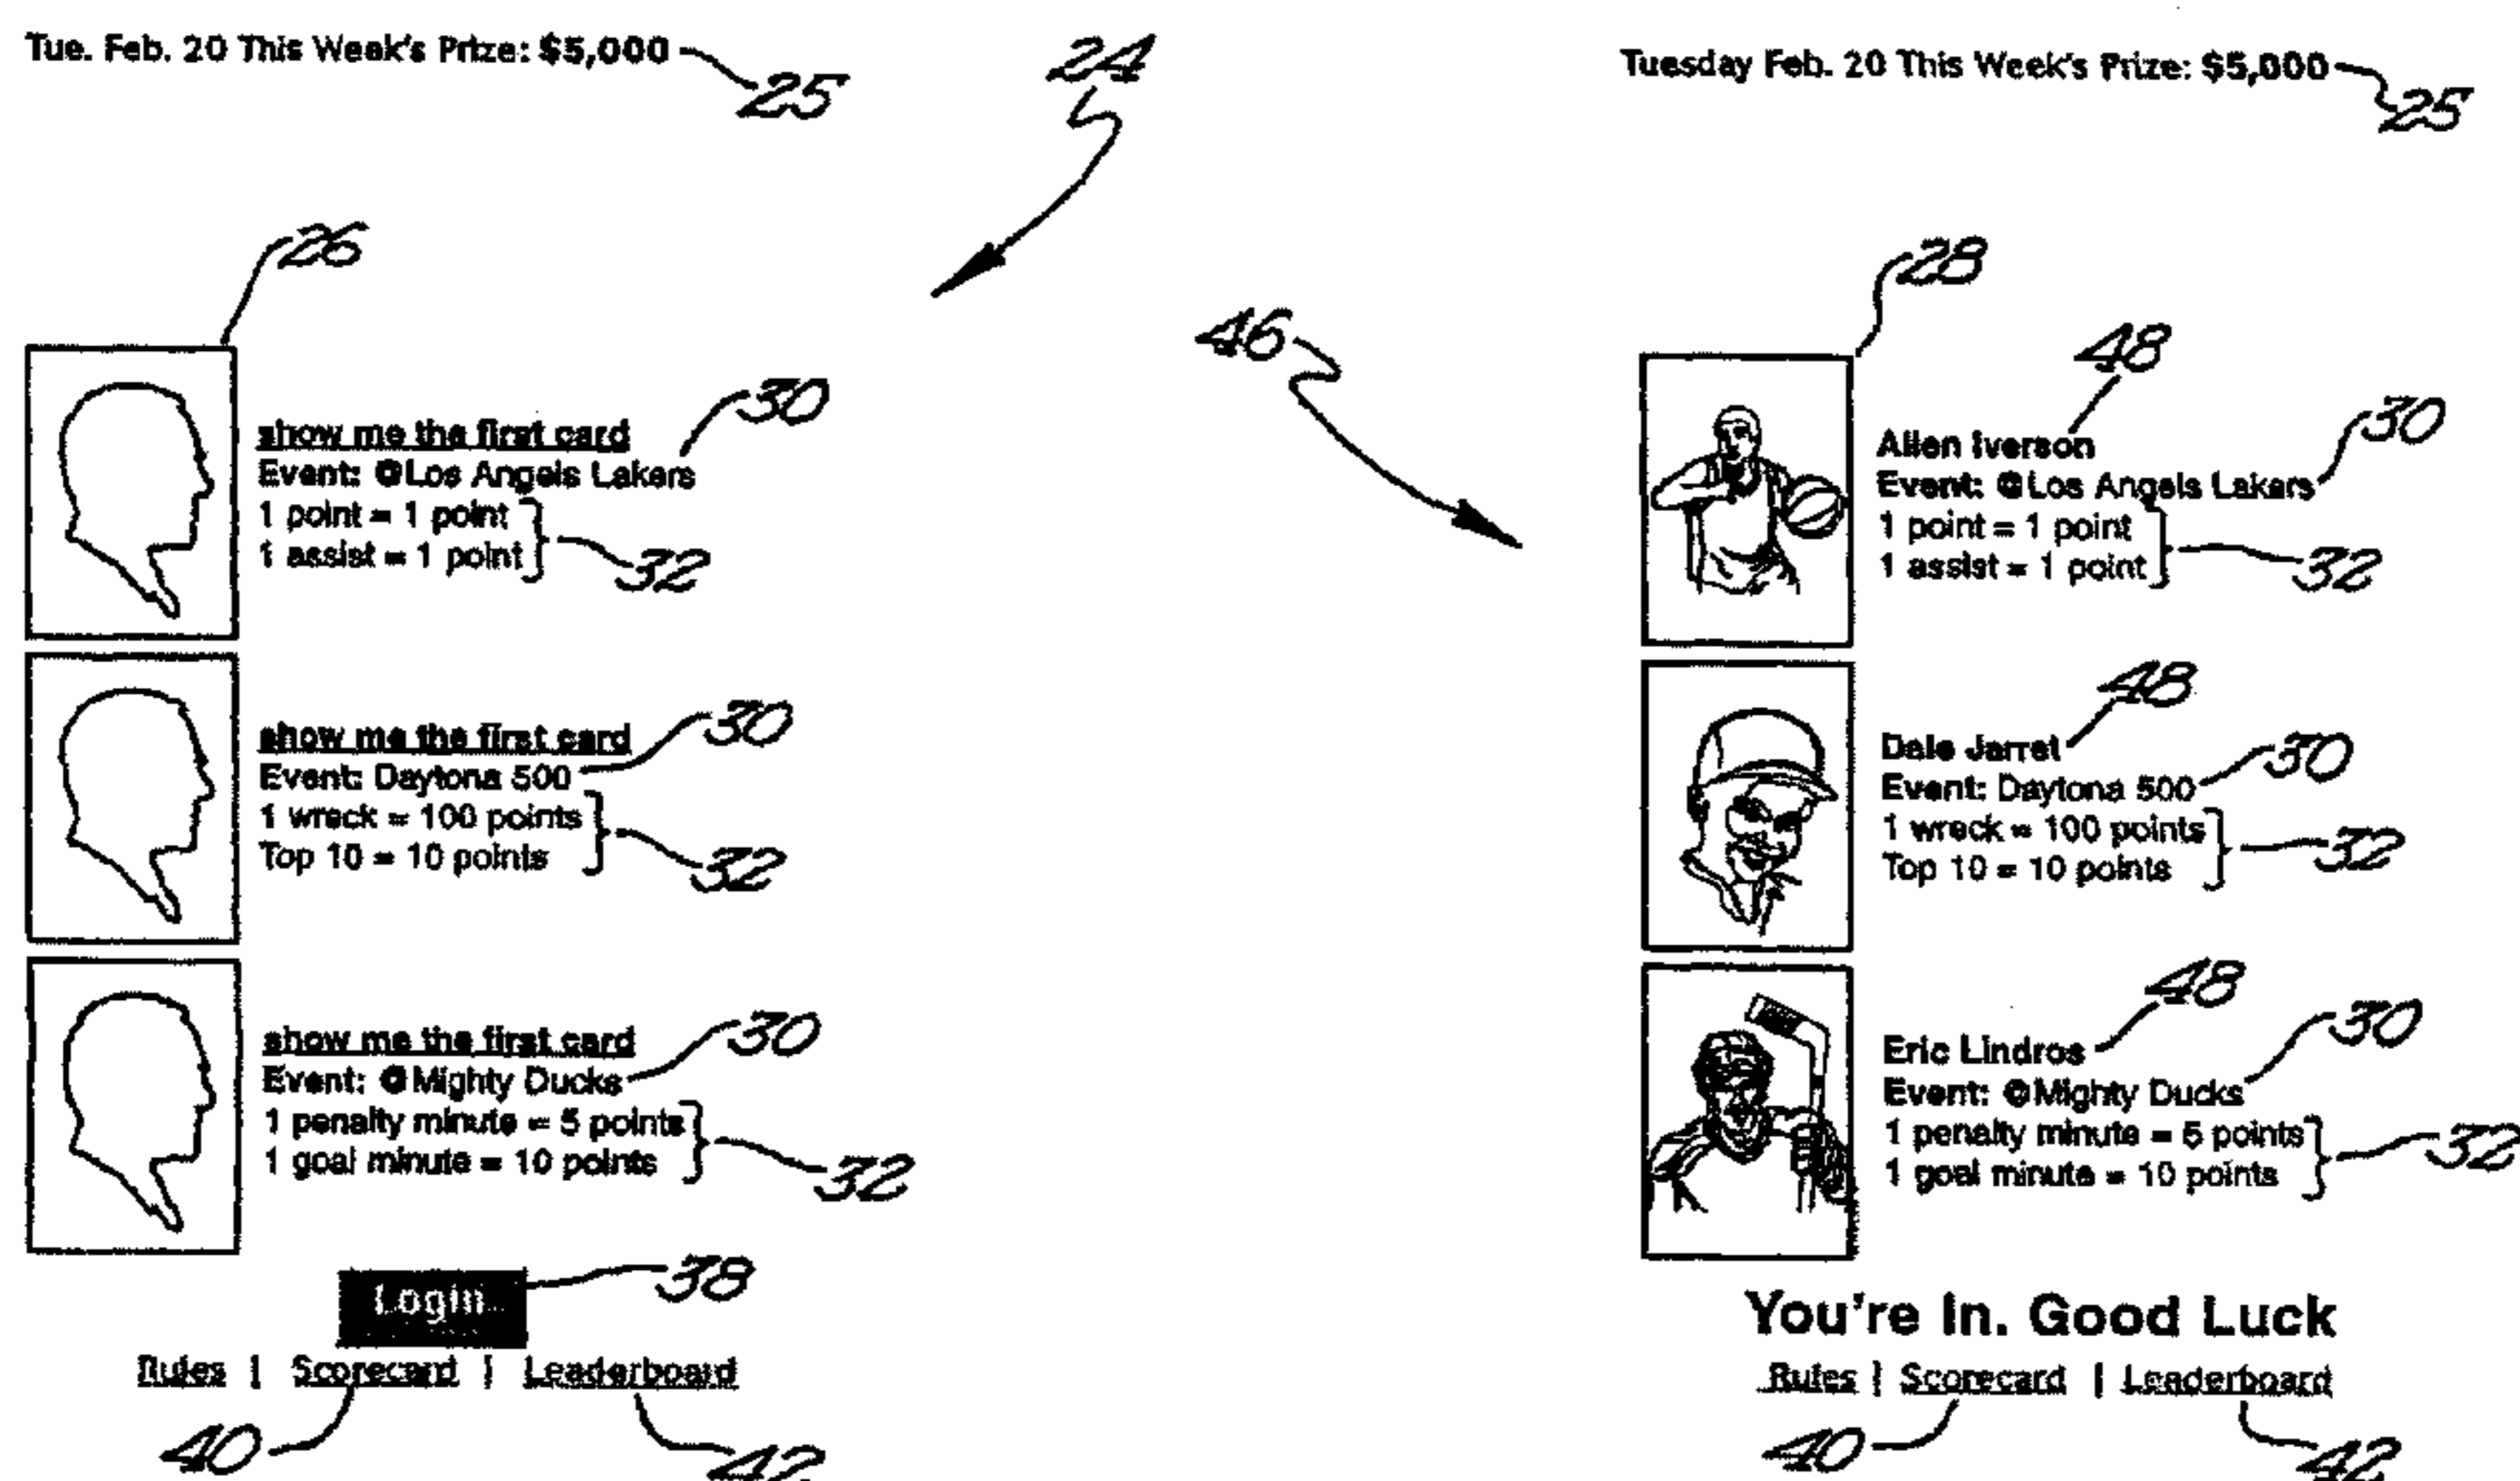 Tue. Feb. 20 This Week's Prize: $5,000
25
24
26
show me the first card
30
Event: @Los Angels Lakers
1 point = 1 point
1 assist = 1 point
32
show me the first card
30
Event: Daytona 500
1 wreck = 100 points
Top 10 = 10 points
32
show me the first card
30
Event: @Mighty Ducks
1 penalty minute = 5 points
1 goal minute = 10 points
32
Login
38
Rules | Scorecard | Leaderboard
40
42
Tuesday Feb. 20 This Week's Prize: $5,000
25
46
28
48
Allen Iverson
30
Event: @Los Angels Lakers
1 point = 1 point
1 assist = 1 point
32
48
Dale Jarret
30
Event: Daytona 500
1 wreck = 100 points
Top 10 = 10 points
32
48
Eric Lindros
30
Event: @Mighty Ducks
1 penalty minute = 5 points
1 goal minute = 10 points
32
You're In. Good Luck
Rules | Scorecard | Leaderboard
40
42